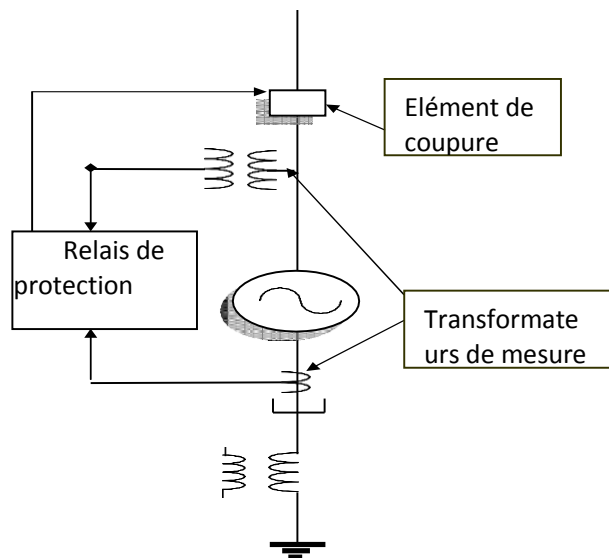 Elément de
coupure
Relais de
protection
Transformate
urs de mesure